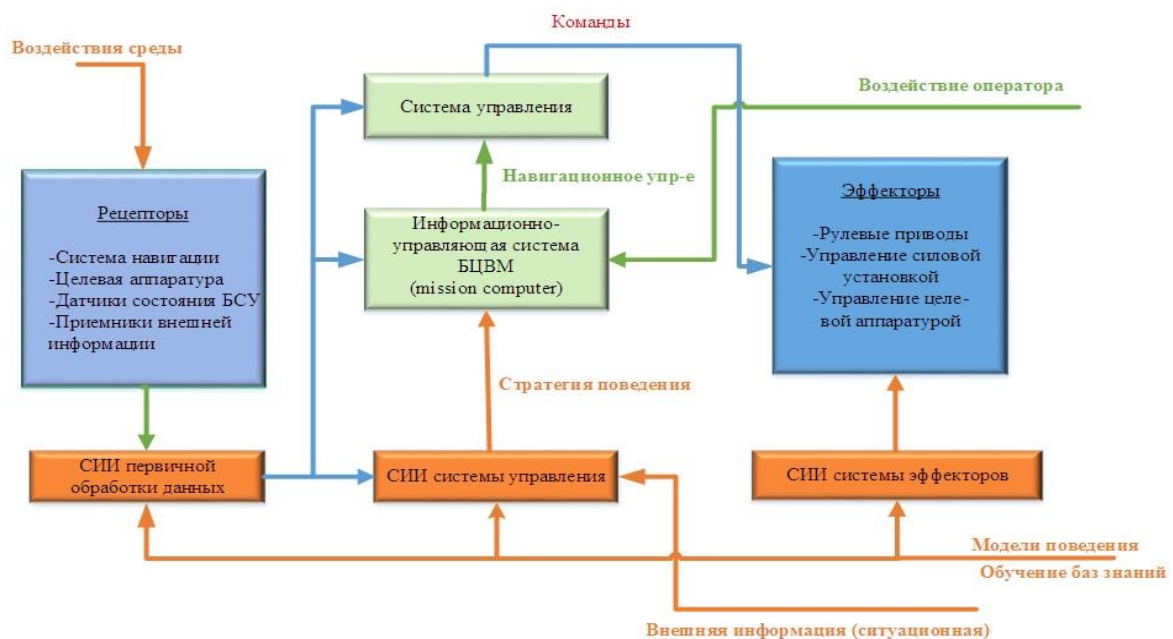 Команды
Воздействия среды
Воздействие оператора
Система управления
Навигационное упр-е
Рецепторы
-Система навигации
-Целевая аппаратура
-Датчики состояния БСУ
-Приемники внешней
информации
Информационно-
управляющая система
БЦВМ
(mission computer)
Эффекторы
-Рулевые приводы
-Управление силовой
установкой
-Управление целе-
вой аппаратурой
Стратегия поведения
СИИ первичной
обработки данных
СИИ системы управления
СИИ системы эффекторов
Модели поведения
Обучение баз знаний
Внешняя информация (ситуационная)